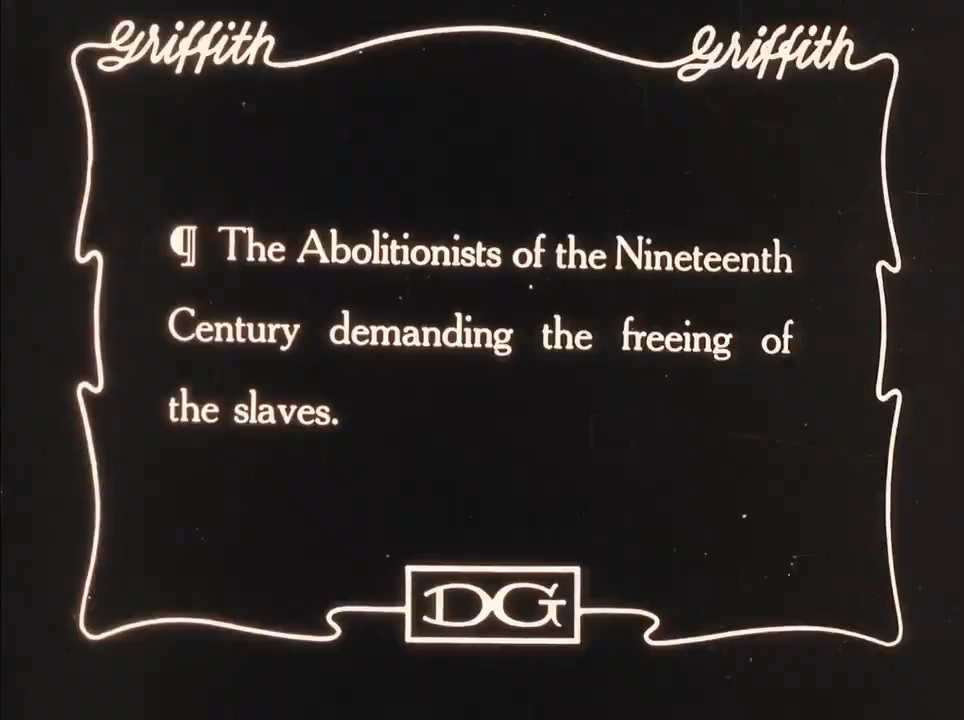 Griffith Griffith
¶ The Abolitionists of the Nineteenth
Century demanding the freeing of
the slaves.
DG